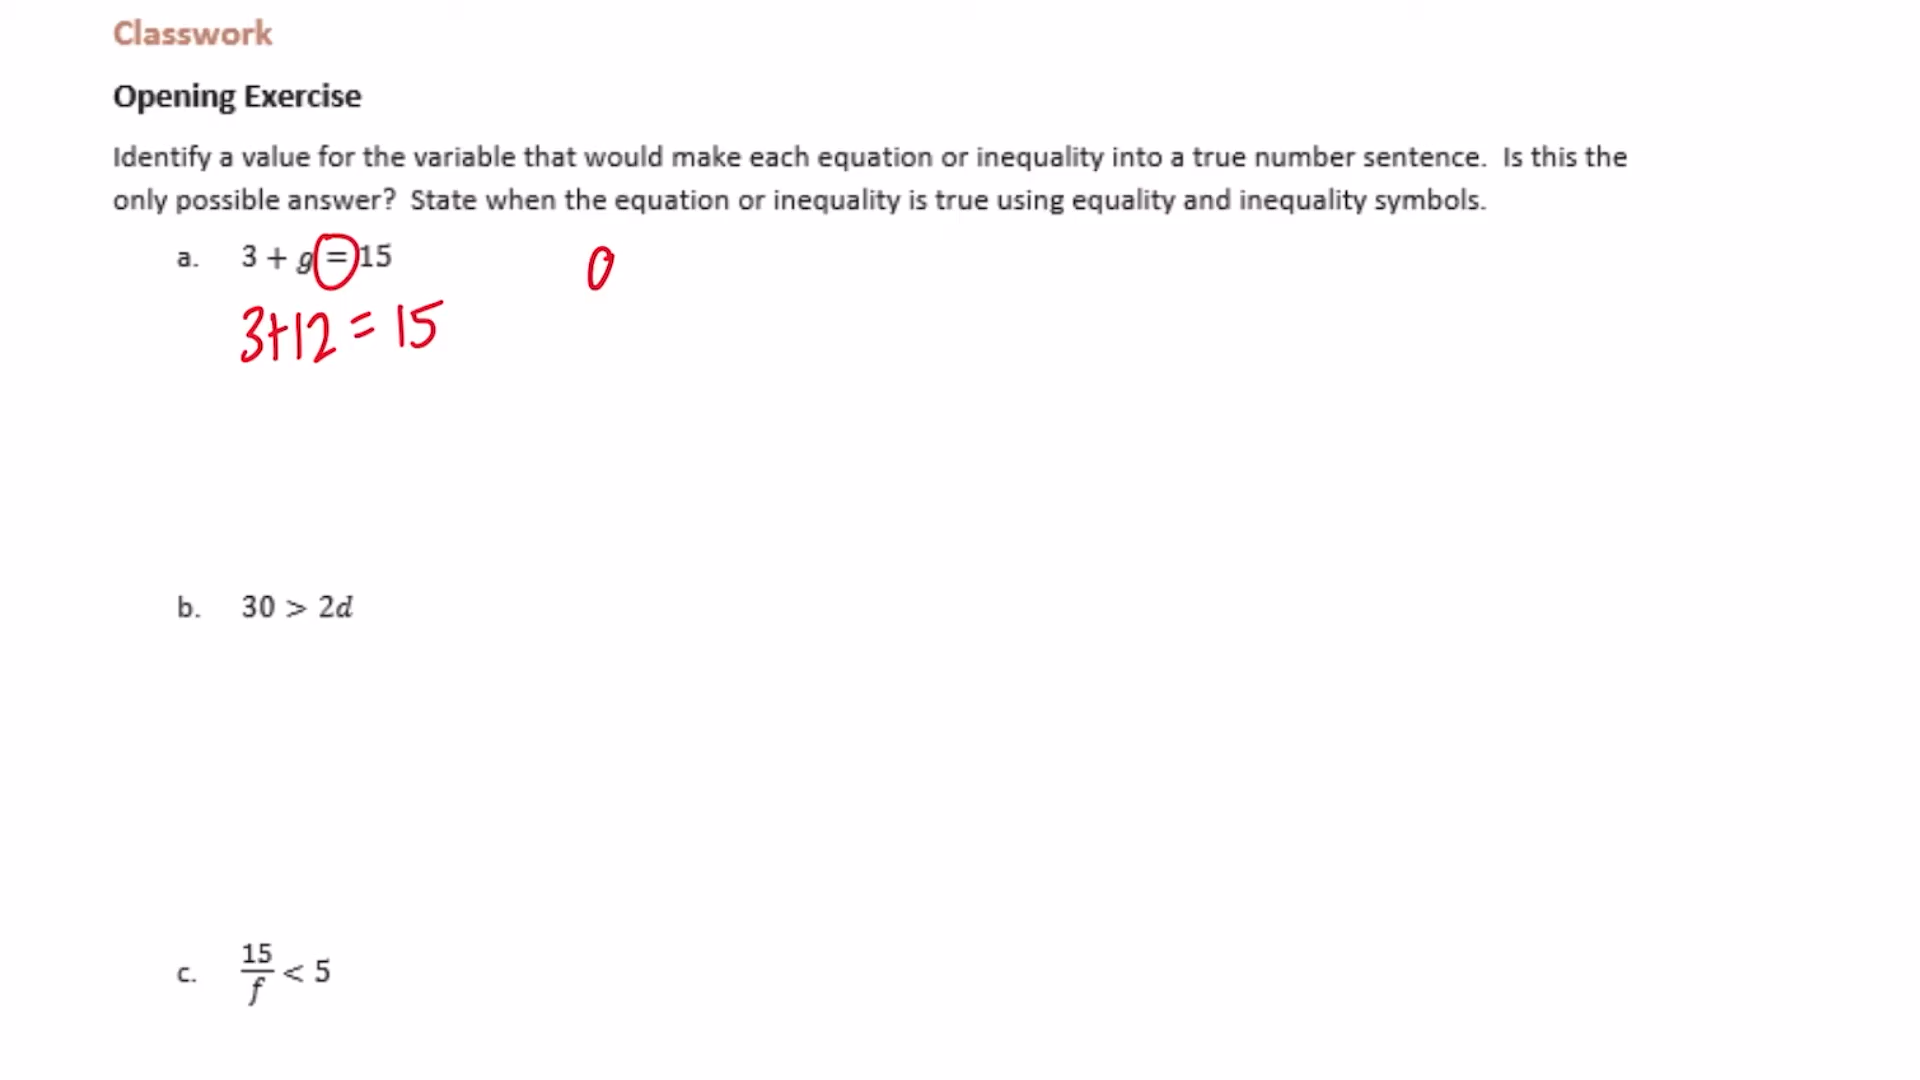 Classwork
Opening Exercise
Identify a value for the variable that would make each equation or inequality into a true number sentence. Is this the
only possible answer? State when the equation or inequality is true using equality and inequality symbols.
a. 3 + g = 15
0
3+12 = 15
b. 30 > 2d
c. 15/f < 5